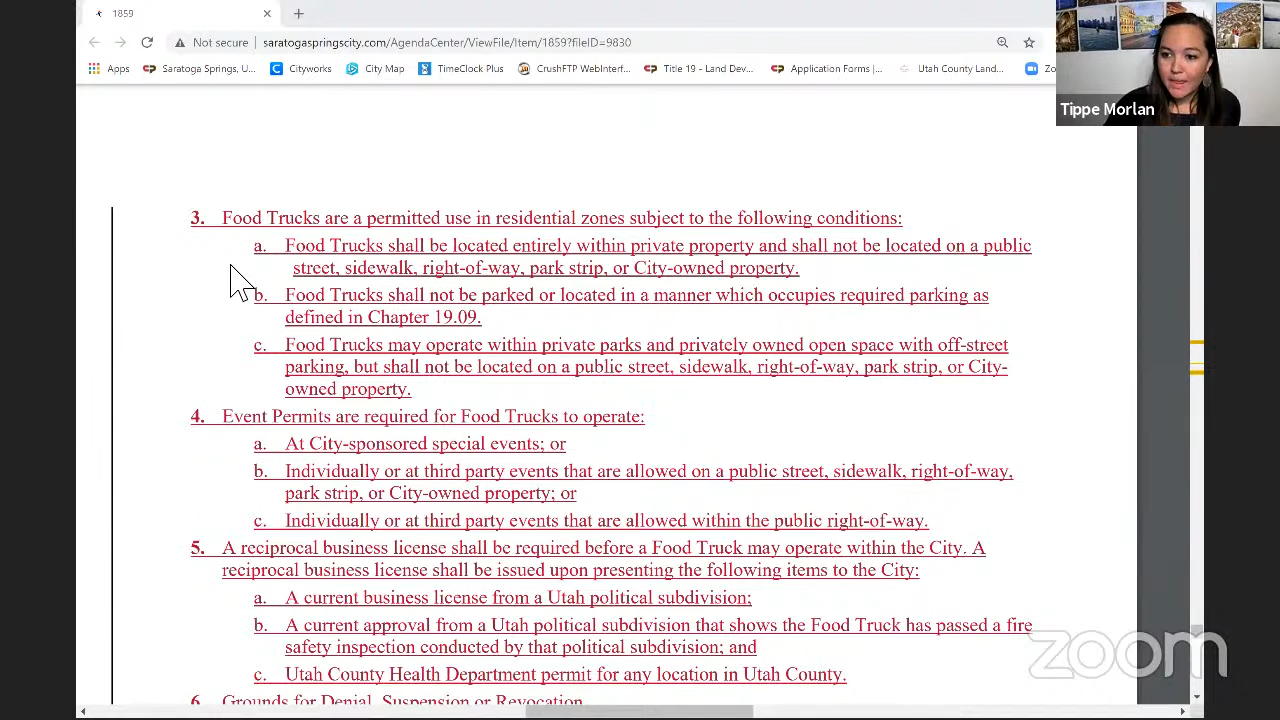 1859
Not secure
saratogaspringscity.com/AgendaCenter/ViewFile/Item/1859?fileID=9830
Apps
Saratoga Springs, U...
Cityworks
City Map
CrushFTP WebInterf...
Title 19 - Land Dev...
Application Forms |...
Utah County Land...
Tippe Morlan
3. Food Trucks are a permitted use in residential zones subject to the following conditions:
a. Food Trucks shall be located entirely within private property and shall not be located on a public
street, sidewalk, right-of-way, park strip, or City-owned property.
b. Food Trucks shall not be parked or located in a manner which occupies required parking as
defined in Chapter 19.09.
c. Food Trucks may operate within private parks and privately owned open space with off-street
parking, but shall not be located on a public street, sidewalk, right-of-way, park strip, or City-
owned property.
4. Event Permits are required for Food Trucks to operate:
a. At City-sponsored special events; or
b. Individually or at third party events that are allowed on a public street, sidewalk, right-of-way,
park strip, or City-owned property; or
c. Individually or at third party events that are allowed within the public right-of-way.
5. A reciprocal business license shall be required before a Food Truck may operate within the City. A
reciprocal business license shall be issued upon presenting the following items to the City:
a. A current business license from a Utah political subdivision;
b. A current approval from a Utah political subdivision that shows the Food Truck has passed a fire
safety inspection conducted by that political subdivision; and
c. Utah County Health Department permit for any location in Utah County.
6. Grounds for Denial, Suspension or Revocation
zoom